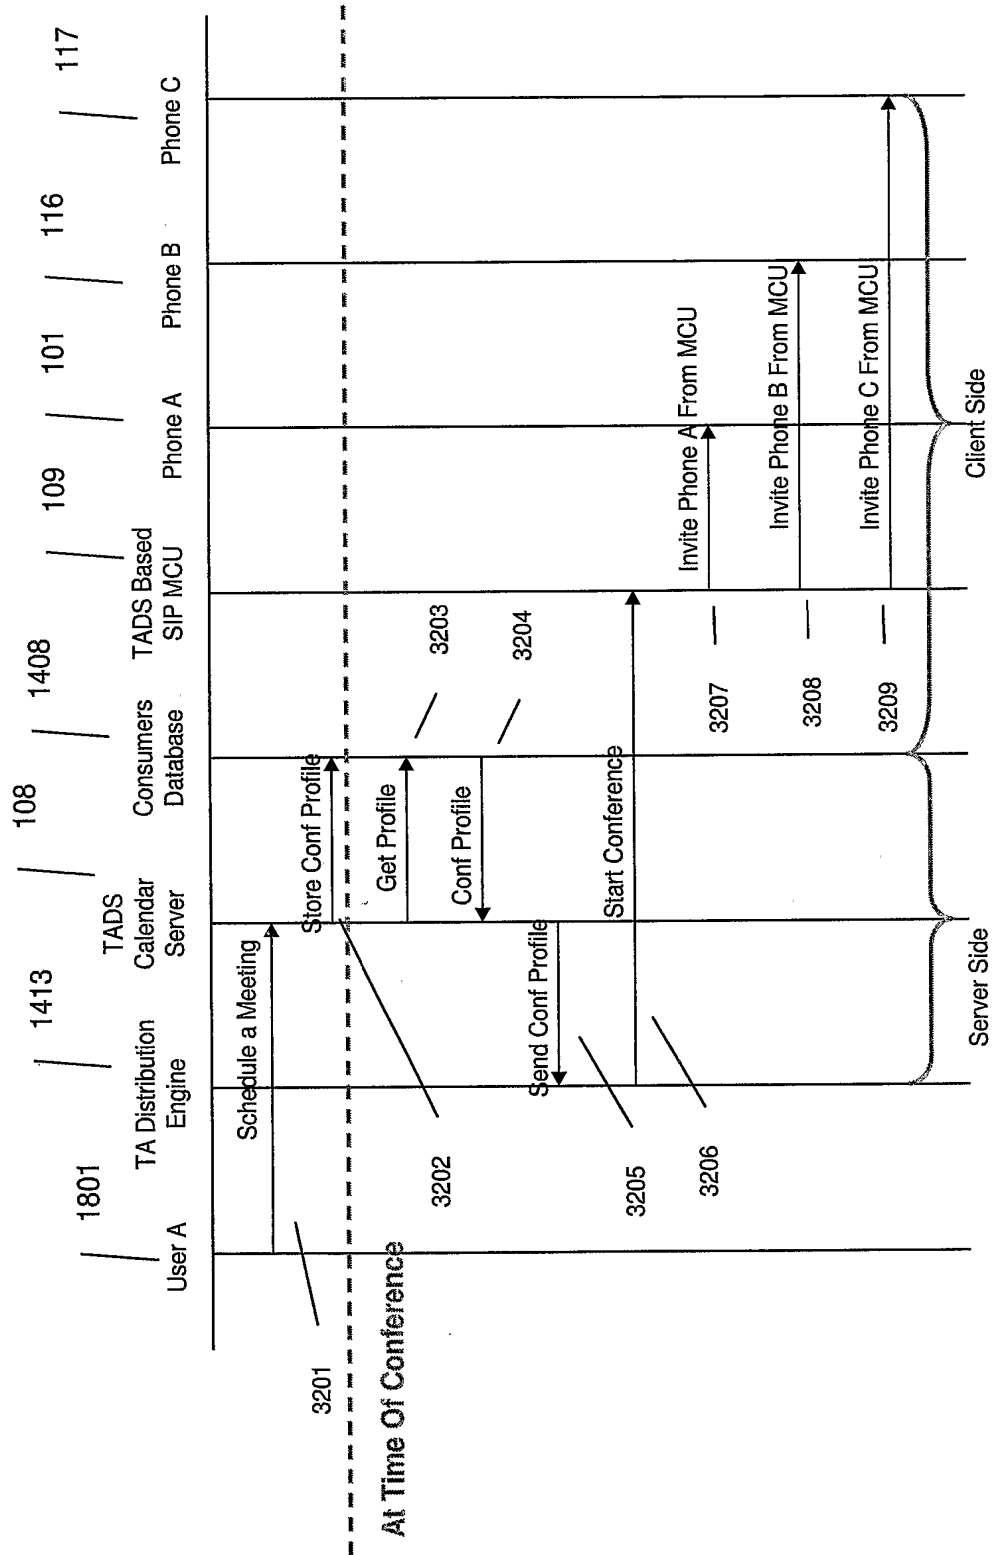 1801
1413
108
1408
109
101
116
117
User A
TA Distribution
Engine
TADS
Calendar
Server
Consumers
Database
TADS Based
SIP MCU
Phone A
Phone B
Phone C
Schedule a Meeting
3201
Store Conf Profile
3202
At Time Of Conference
Get Profile
3203
Conf Profile
3204
Send Conf Profile
3205
Start Conference
3206
Invite Phone A From MCU
3207
Invite Phone B From MCU
3208
Invite Phone C From MCU
3209
Server Side
Client Side